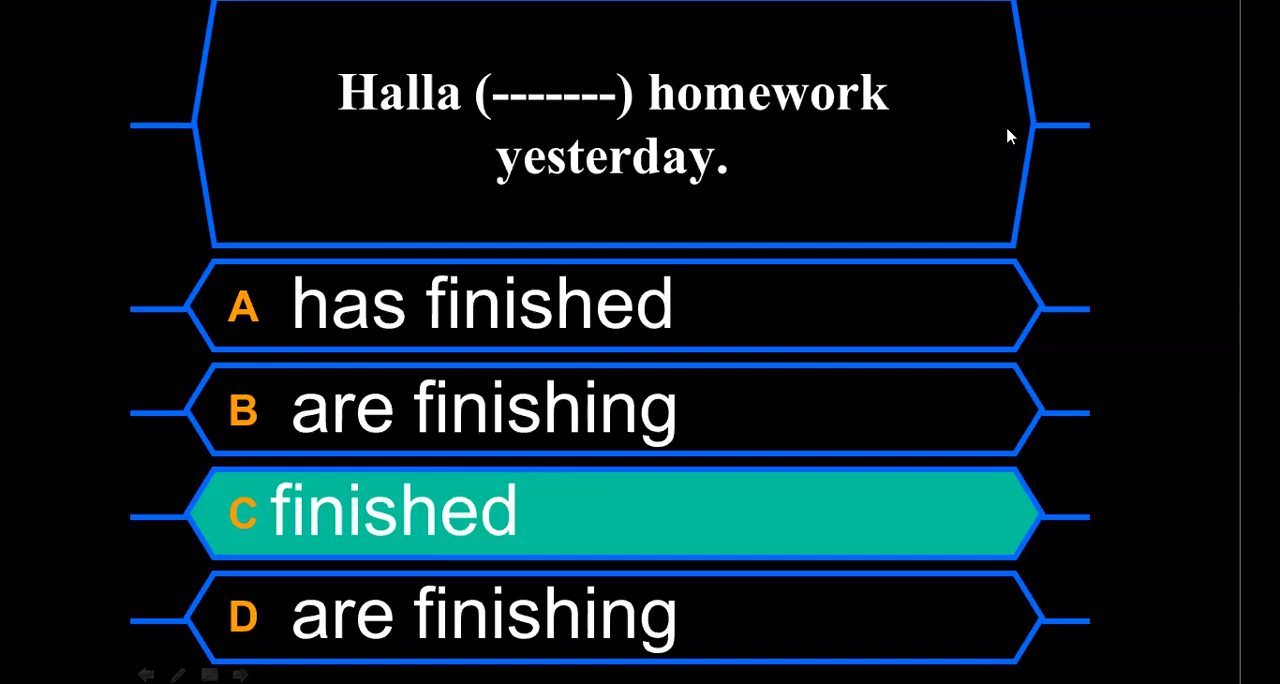 Halla (-------) homework
yesterday.
A has finished
B are finishing
C finished
D are finishing